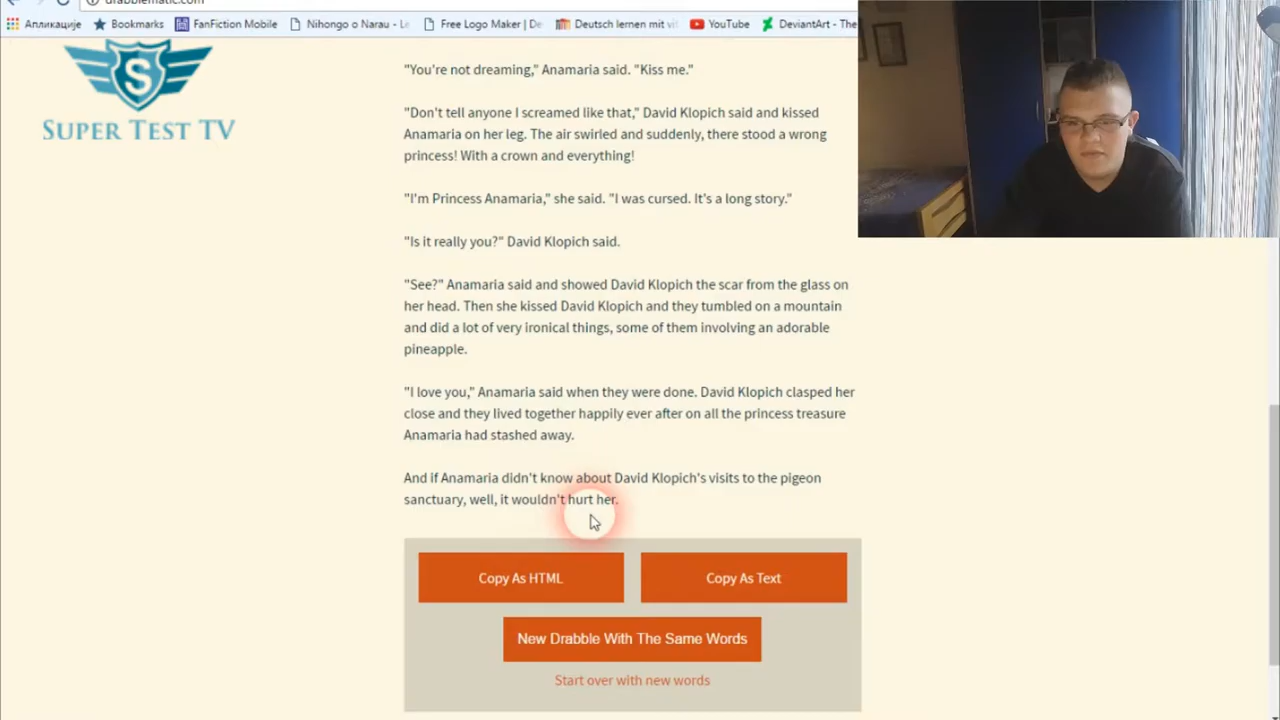 drabblematic.com
Апликације
Bookmarks
FanFiction Mobile
Nihongo o Narau - Le
Free Logo Maker | De
Deutsch lernen mit vi
YouTube
DeviantArt - The
S
SUPER TEST TV
"You're not dreaming," Anamaria said. "Kiss me."
"Don't tell anyone I screamed like that," David Klopich said and kissed
Anamaria on her leg. The air swirled and suddenly, there stood a wrong
princess! With a crown and everything!
"I'm Princess Anamaria," she said. "I was cursed. It's a long story."
"Is it really you?" David Klopich said.
"See?" Anamaria said and showed David Klopich the scar from the glass on
her head. Then she kissed David Klopich and they tumbled on a mountain
and did a lot of very ironical things, some of them involving an adorable
pineapple.
"I love you," Anamaria said when they were done. David Klopich clasped her
close and they lived together happily ever after on all the princess treasure
Anamaria had stashed away.
And if Anamaria didn't know about David Klopich's visits to the pigeon
sanctuary, well, it wouldn't hurt her.
Copy As HTML
Copy As Text
New Drabble With The Same Words
Start over with new words